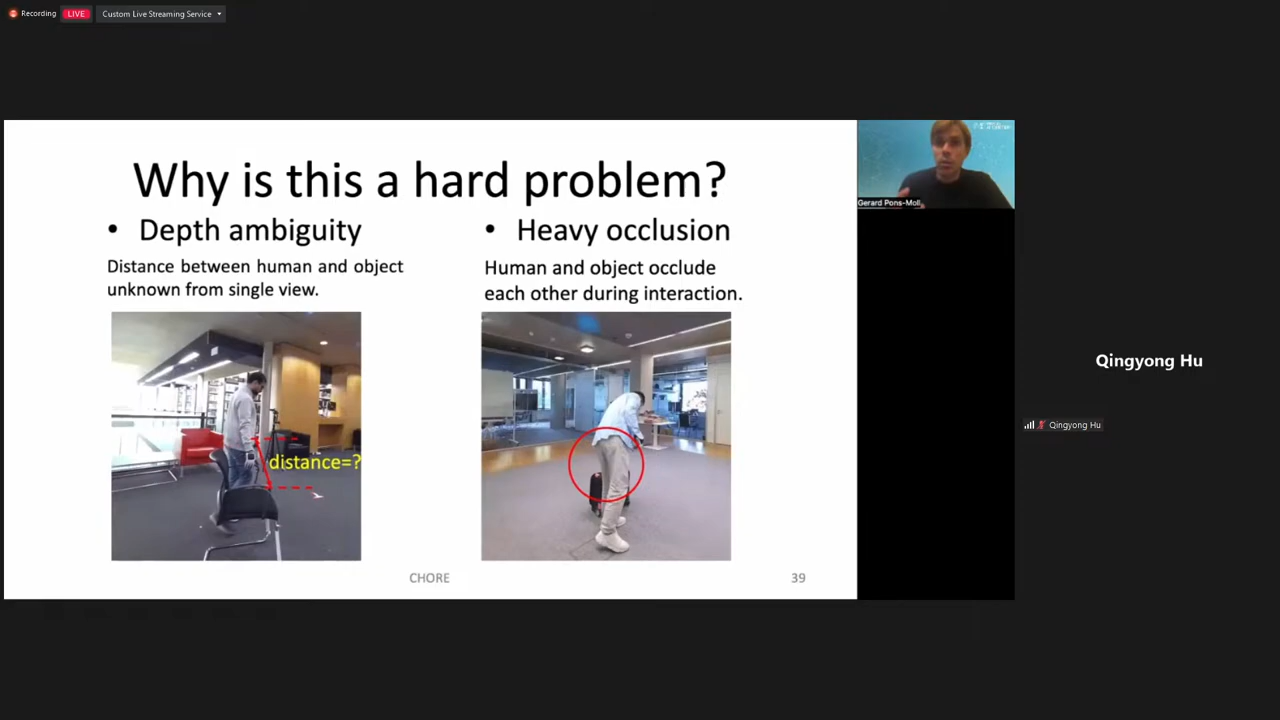 Recording
LIVE
Custom Live Streaming Service
Why is this a hard problem?
• Depth ambiguity
Distance between human and object
unknown from single view.
distance=?
• Heavy occlusion
Human and object occlude
each other during interaction.
CHORE
39
Gerard Pons-Moll
Qingyong Hu
Qingyong Hu